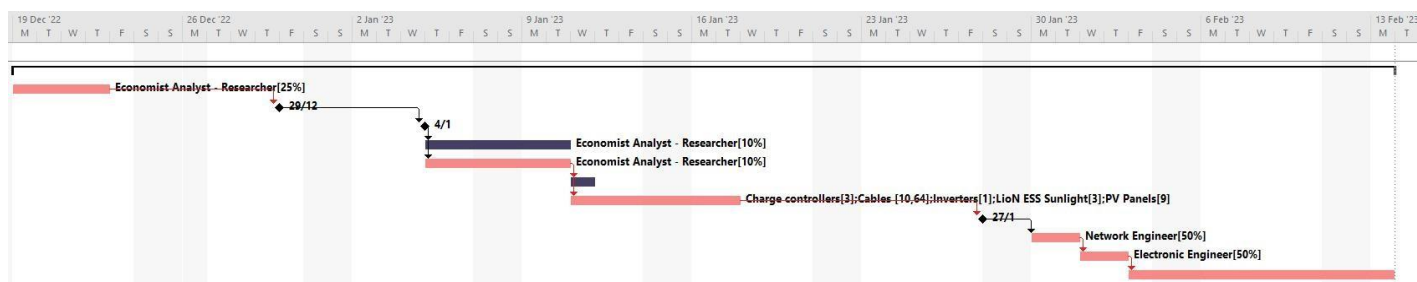 19 Dec '22 26 Dec '22 2 Jan '23 9 Jan '23 16 Jan '23 23 Jan '23 30 Jan '23 6 Feb '23 13 Feb '23
M T W T F S S M T W T F S S M T W T F S S M T W T F S S M T W T F S S M T W T F S S M T W T F S S M T W T F S S M T
Economist Analyst - Researcher[25%]
29/12
4/1
Economist Analyst - Researcher[10%]
Economist Analyst - Researcher[10%]
Charge controllers[3];Cables [10,64];Inverters[1];LioN ESS Sunlight[3];PV Panels[9]
27/1
Network Engineer[50%]
Electronic Engineer[50%]